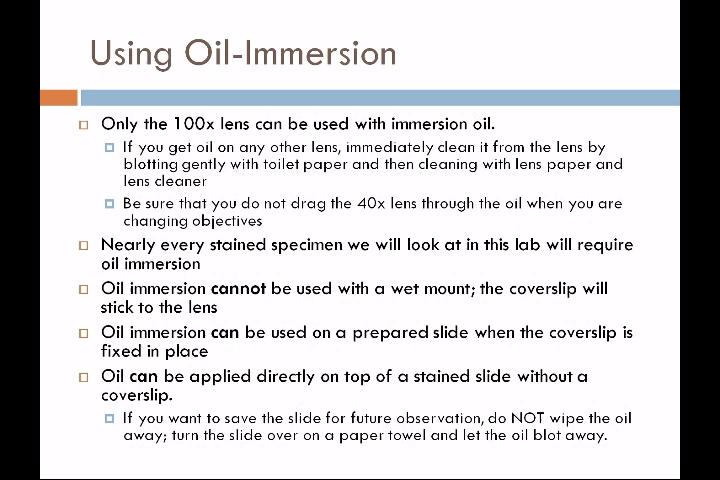 Using Oil-Immersion
Only the 100x lens can be used with immersion oil.
If you get oil on any other lens, immediately clean it from the lens by
blotting gently with toilet paper and then cleaning with lens paper and
lens cleaner
Be sure that you do not drag the 40x lens through the oil when you are
changing objectives
Nearly every stained specimen we will look at in this lab will require
oil immersion
Oil immersion cannot be used with a wet mount; the coverslip will
stick to the lens
Oil immersion can be used on a prepared slide when the coverslip is
fixed in place
Oil can be applied directly on top of a stained slide without a
coverslip.
If you want to save the slide for future observation, do NOT wipe the oil
away; turn the slide over on a paper towel and let the oil blot away.